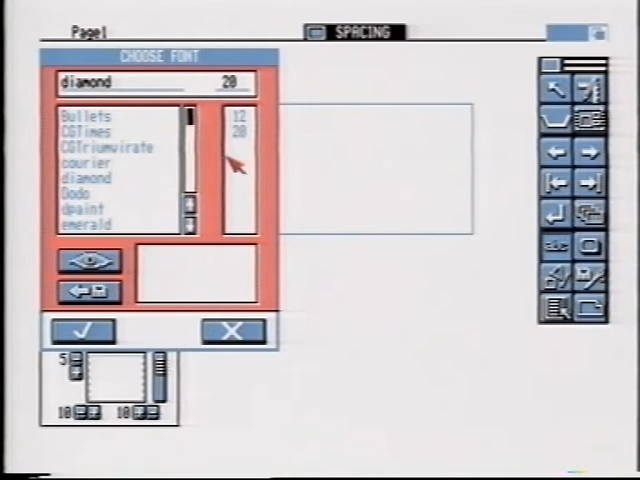 Page1
SPACING
CHOOSE FONT
diamond 20
Bullets 12
CGTimes 20
CGTriumvirate
courier
diamond
Dodo
dpaint
emerald
abc
5
10 10